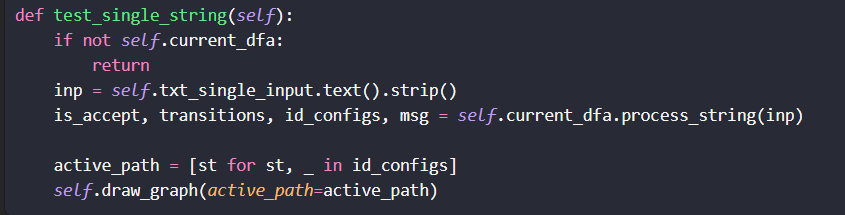 def test_single_string(self):
    if not self.current_dfa:
        return
    inp = self.txt_single_input.text().strip()
    is_accept, transitions, id_configs, msg = self.current_dfa.process_string(inp)

    active_path = [st for st, _ in id_configs]
    self.draw_graph(active_path=active_path)